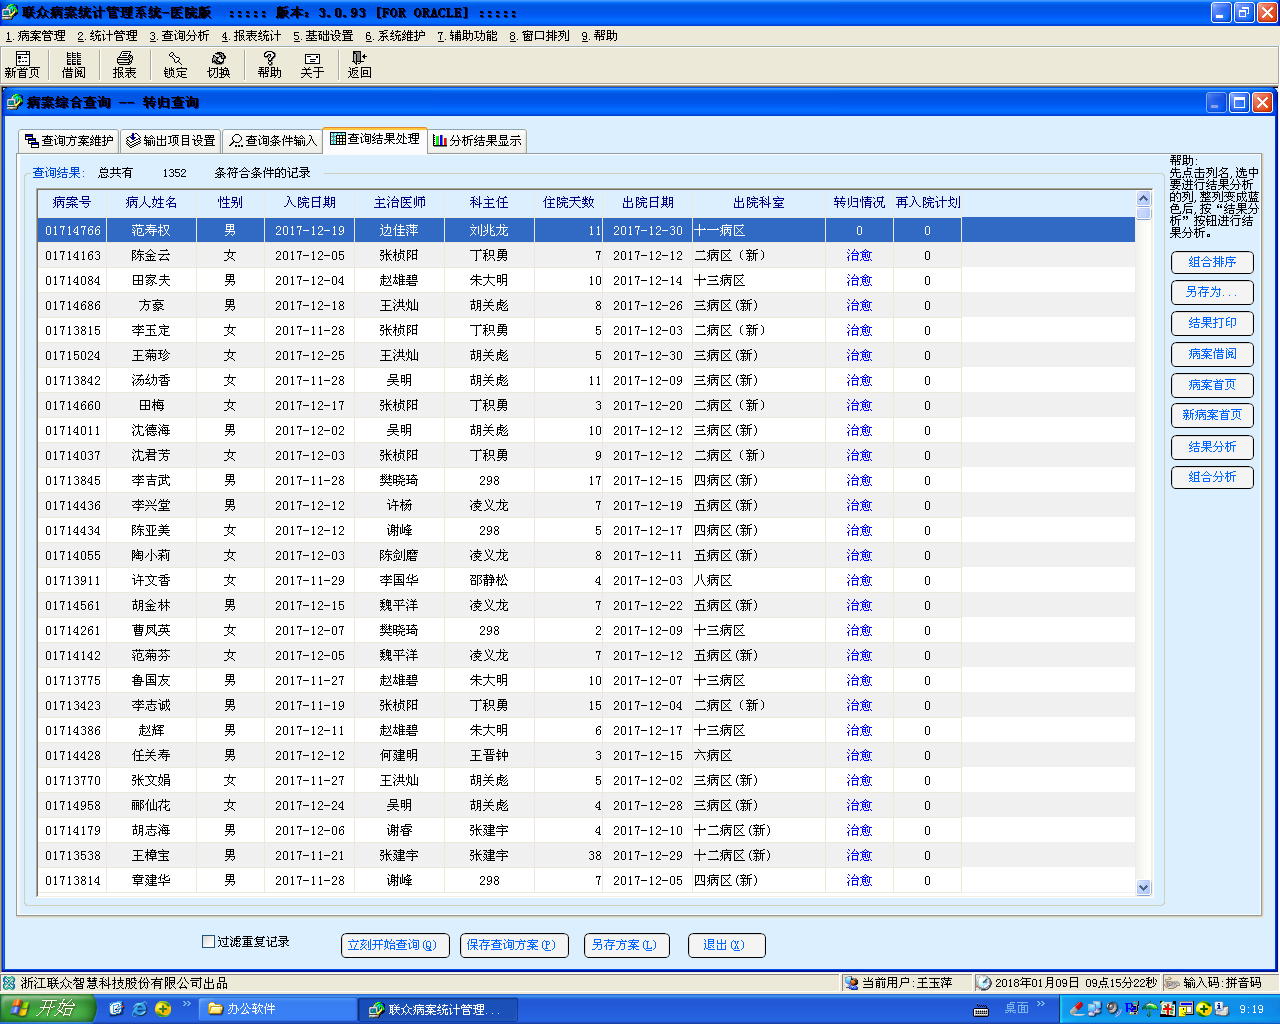 联众病案统计管理系统-医院版 ::::: 版本: 3.0.93 [FOR ORACLE] :::::
1.病案管理 2.统计管理 3.查询分析 4.报表统计 5.基础设置 6.系统维护 7.辅助功能 8.窗口排列 9.帮助
新首页 借阅 报表 锁定 切换 帮助 关于 返回
病案综合查询 -- 转归查询
查询方案维护 输出项目设置 查询条件输入 查询结果处理 分析结果显示
查询结果: 总共有 1352 条符合条件的记录
病案号 病人姓名 性别 入院日期 主治医师 科主任 住院天数 出院日期 出院科室 转归情况 再入院计划
01714766 范寿权 男 2017-12-19 边佳萍 刘兆龙 11 2017-12-30 十一病区 0 0
01714163 陈金云 女 2017-12-05 张桢阳 丁积勇 7 2017-12-12 二病区（新） 治愈 0
01714084 田家夫 男 2017-12-04 赵雄碧 朱大明 10 2017-12-14 十三病区 治愈 0
01714686 方豪 男 2017-12-18 王洪灿 胡关彪 8 2017-12-26 三病区(新) 治愈 0
01713815 李玉定 女 2017-11-28 张桢阳 丁积勇 5 2017-12-03 二病区（新） 治愈 0
01715024 王菊珍 女 2017-12-25 王洪灿 胡关彪 5 2017-12-30 三病区(新) 治愈 0
01713842 汤幼香 女 2017-11-28 吴明 胡关彪 11 2017-12-09 三病区(新) 治愈 0
01714660 田梅 女 2017-12-17 张桢阳 丁积勇 3 2017-12-20 二病区（新） 治愈 0
01714011 沈德海 男 2017-12-02 吴明 胡关彪 10 2017-12-12 三病区(新) 治愈 0
01714037 沈君芳 女 2017-12-03 张桢阳 丁积勇 9 2017-12-12 二病区（新） 治愈 0
01713845 李吉武 男 2017-11-28 樊晓琦 298 17 2017-12-15 四病区(新) 治愈 0
01714436 李兴堂 男 2017-12-12 许杨 凌义龙 7 2017-12-19 五病区(新) 治愈 0
01714434 陈亚美 女 2017-12-12 谢峰 298 5 2017-12-17 四病区(新) 治愈 0
01714055 陶小莉 女 2017-12-03 陈剑磨 凌义龙 8 2017-12-11 五病区(新) 治愈 0
01713911 许文香 女 2017-11-29 李国华 邵静松 4 2017-12-03 八病区 治愈 0
01714561 胡金林 男 2017-12-15 魏平洋 凌义龙 7 2017-12-22 五病区(新) 治愈 0
01714261 曹凤英 女 2017-12-07 樊晓琦 298 2 2017-12-09 十三病区 治愈 0
01714142 范菊芬 女 2017-12-05 魏平洋 凌义龙 7 2017-12-12 五病区(新) 治愈 0
01713775 鲁国友 男 2017-11-27 赵雄碧 朱大明 10 2017-12-07 十三病区 治愈 0
01713423 李志诚 男 2017-11-19 张桢阳 丁积勇 15 2017-12-04 二病区（新） 治愈 0
01714386 赵辉 男 2017-12-11 赵雄碧 朱大明 6 2017-12-17 十三病区 治愈 0
01714428 任关寿 男 2017-12-12 何建明 王晋钟 3 2017-12-15 六病区 治愈 0
01713770 张文娟 女 2017-11-27 王洪灿 胡关彪 5 2017-12-02 三病区(新) 治愈 0
01714958 郦仙花 女 2017-12-24 吴明 胡关彪 4 2017-12-28 三病区(新) 治愈 0
01714179 胡志海 男 2017-12-06 谢睿 张建宇 4 2017-12-10 十二病区(新) 治愈 0
01713538 王樟宝 男 2017-11-21 张建宇 张建宇 38 2017-12-29 十二病区(新) 治愈 0
01713814 章建华 男 2017-11-28 谢峰 298 7 2017-12-05 四病区(新) 治愈 0
帮助:
先点击列名,选中
要进行结果分析
的列,整列变成蓝
色后,按“结果分
析”按钮进行结
果分析。
组合排序
另存为...
结果打印
病案借阅
病案首页
新病案首页
结果分析
组合分析
过滤重复记录 立刻开始查询(Q) 保存查询方案(P) 另存方案(L) 退出(X)
浙江联众智慧科技股份有限公司出品 当前用户:王玉萍 2018年01月09日 09点15分22秒 输入码:拼音码
开始 办公软件 联众病案统计管理... 桌面 9:19